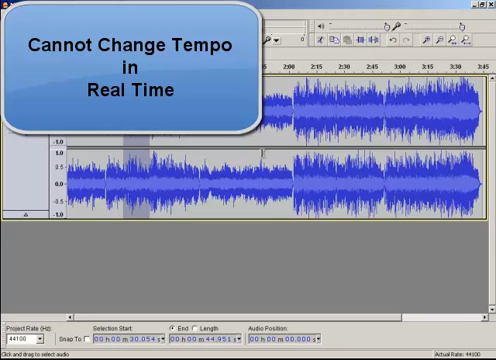 Cannot Change Tempo
in
Real Time
2:00 2:15 2:30 2:45 3:00 3:15 3:30 3:45
-1.0
1.0
0.5
0.0
-0.5
-1.0
Project Rate (Hz):
Selection Start:
End
Length
Audio Position:
44100
Snap To
00 h 00 m 30.054 s
00 h 00 m 44.951 s
00 h 00 m 00.000 s
Click and drag to select audio
Actual Rate: 44100